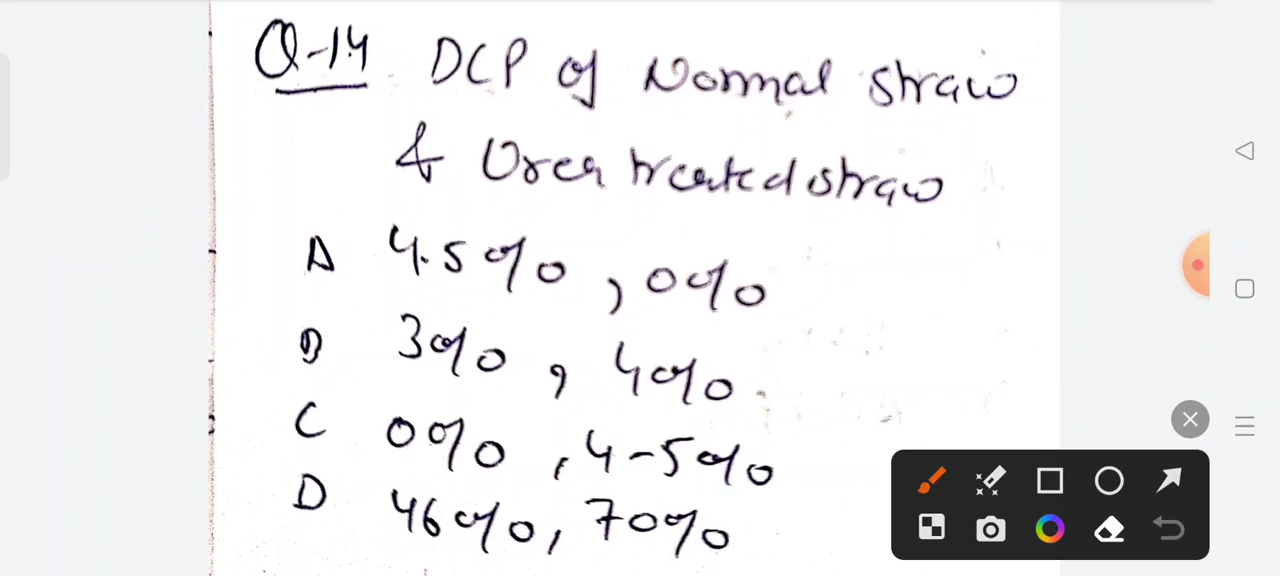 Q-14 DCP of Normal straw
& Urea treated straw
A 4.5%, 0%
B 3%, 4%
C 0%, 4-5%
D 46%, 70%